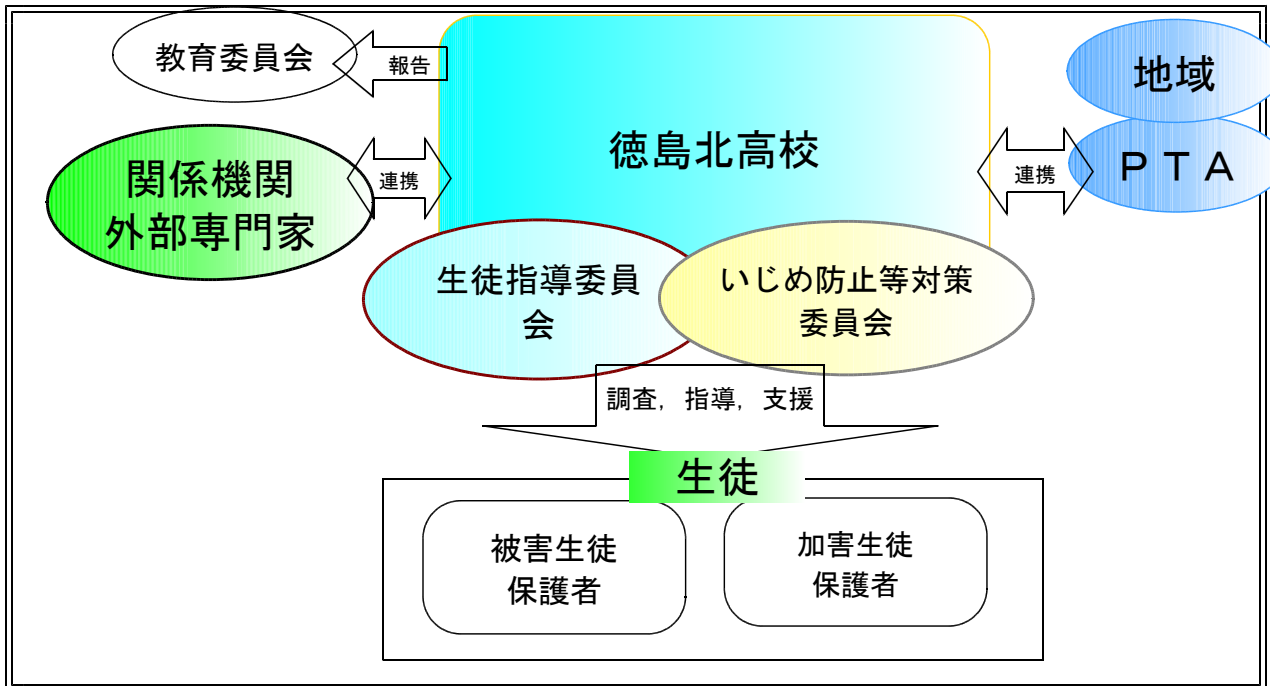 教育委員会
報告
徳島北高校
地域
PTA
連携
関係機関
外部専門家
連携
生徒指導委員
会
いじめ防止等対策
委員会
調査，指導，支援
生徒
被害生徒
保護者
加害生徒
保護者